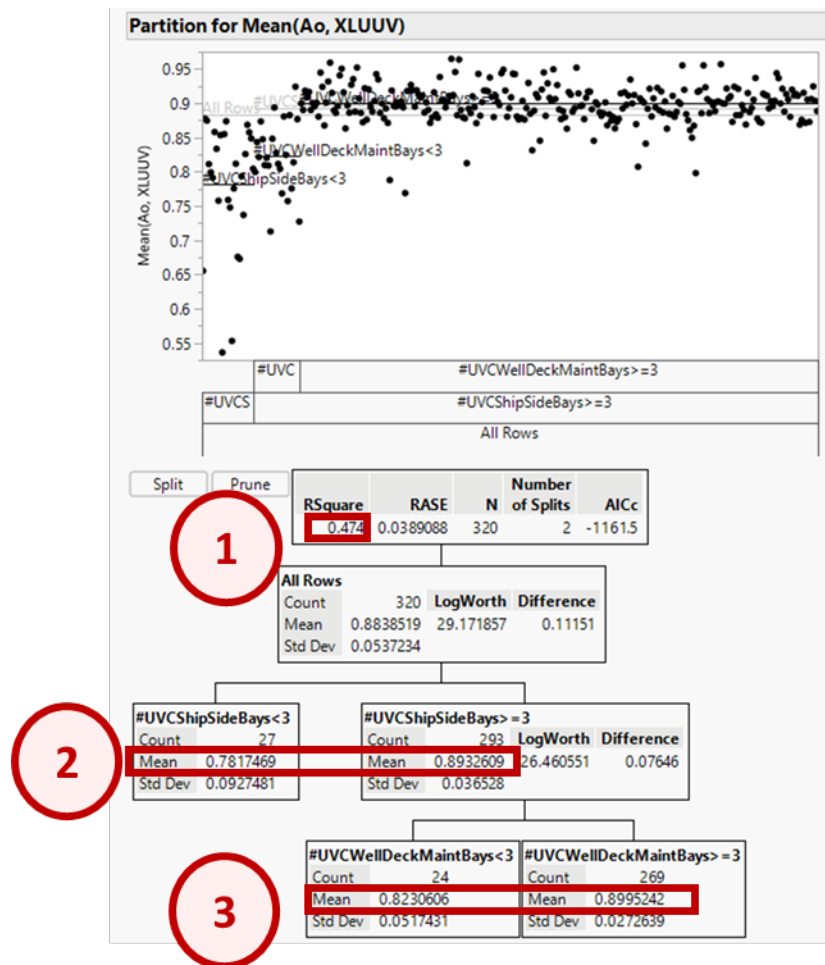 Partition for Mean(Ao, XLUUV)
Mean(Ao, XLUUV)
0.95
0.9
0.85
0.8
0.75
0.7
0.65
0.6
0.55
All Rows
#UVCS
#UVCWellDeckMaintBays>=3
#UVCWellDeckMaintBays<3
#UVCShipSideBays<3
#UVC #UVCWellDeckMaintBays>=3
#UVCS #UVCShipSideBays>=3
All Rows
Split Prune
Number
RSquare RASE N of Splits AICc
0.474 0.0389088 320 2 -1161.5
1
All Rows
Count 320 LogWorth Difference
Mean 0.8838519 29.171857 0.11151
Std Dev 0.0537234
#UVCShipSideBays<3 #UVCShipSideBays>=3
Count 27 Count 293 LogWorth Difference
2 Mean 0.7817469 Mean 0.8932609 26.460551 0.07646
Std Dev 0.0927481 Std Dev 0.036528
#UVCWellDeckMaintBays<3 #UVCWellDeckMaintBays>=3
Count 24 Count 269
3 Mean 0.8230606 Mean 0.8995242
Std Dev 0.0517431 Std Dev 0.0272639